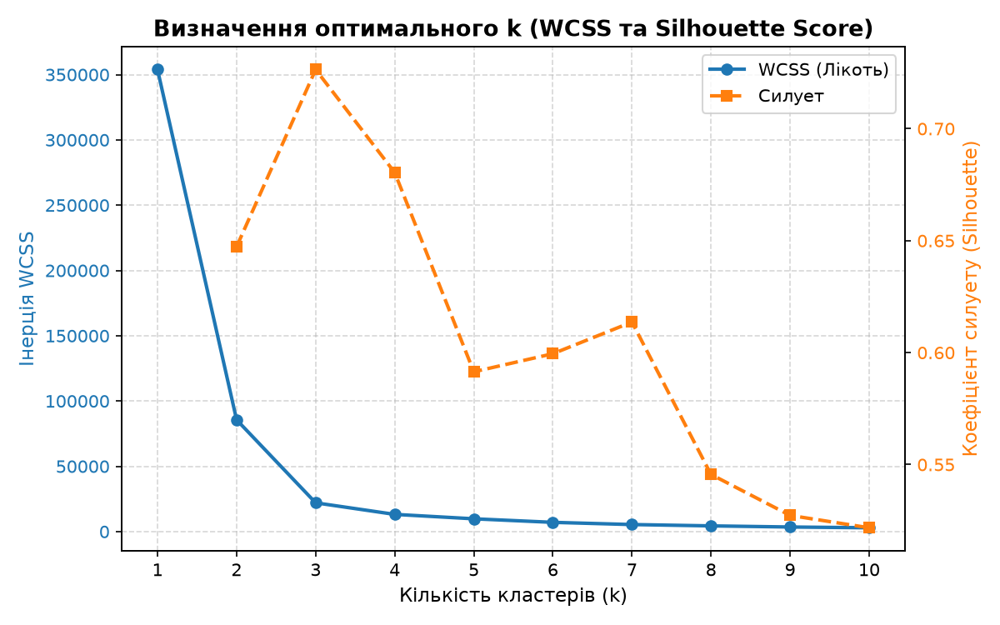 Визначення оптимального k (WCSS та Silhouette Score)
WCSS (Лікоть)
Силует
Інерція WCSS
350000
300000
250000
200000
150000
100000
50000
0
Коефіцієнт силуету (Silhouette)
0.70
0.65
0.60
0.55
1 2 3 4 5 6 7 8 9 10
Кількість кластерів (k)